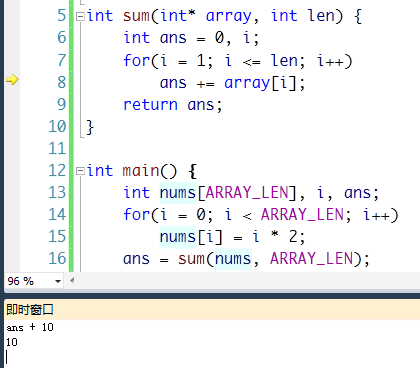 5 int sum(int* array, int len) {
6 int ans = 0, i;
7 for(i = 1; i <= len; i++)
8 ans += array[i];
9 return ans;
10 }
11
12 int main() {
13 int nums[ARRAY_LEN], i, ans;
14 for(i = 0; i < ARRAY_LEN; i++)
15 nums[i] = i * 2;
16 ans = sum(nums, ARRAY_LEN);
96 %
即时窗口
ans + 10
10